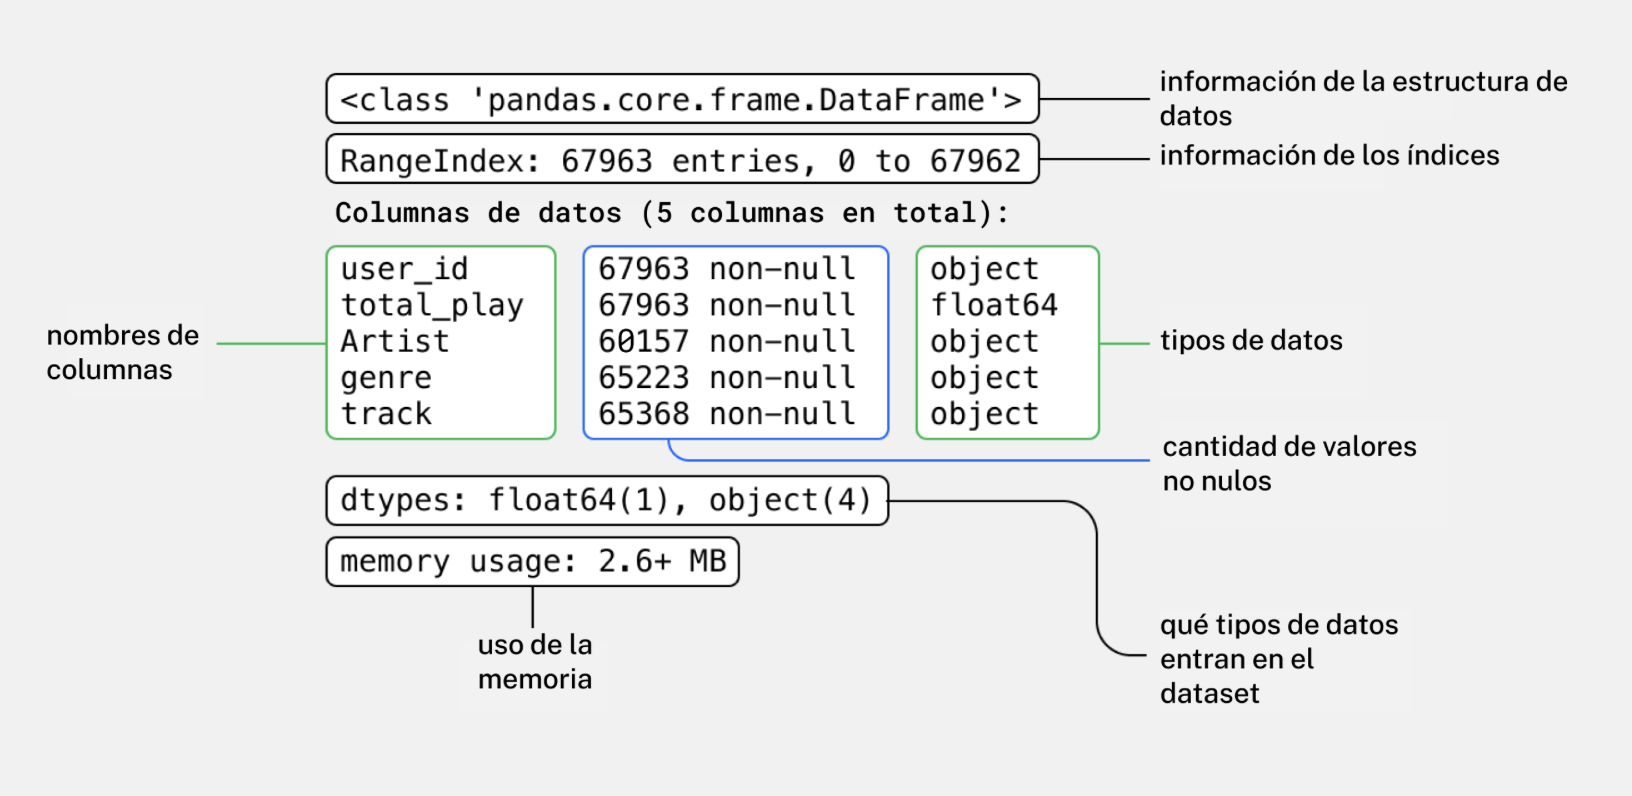 <class 'pandas.core.frame.DataFrame'>
información de la estructura de
datos
RangeIndex: 67963 entries, 0 to 67962
información de los índices
Columnas de datos (5 columnas en total):
nombres de
columnas
user_id 67963 non-null object
total_play 67963 non-null float64
Artist 60157 non-null object
genre 65223 non-null object
track 65368 non-null object
tipos de datos
cantidad de valores
no nulos
dtypes: float64(1), object(4)
memory usage: 2.6+ MB
uso de la
memoria
qué tipos de datos
entran en el
dataset